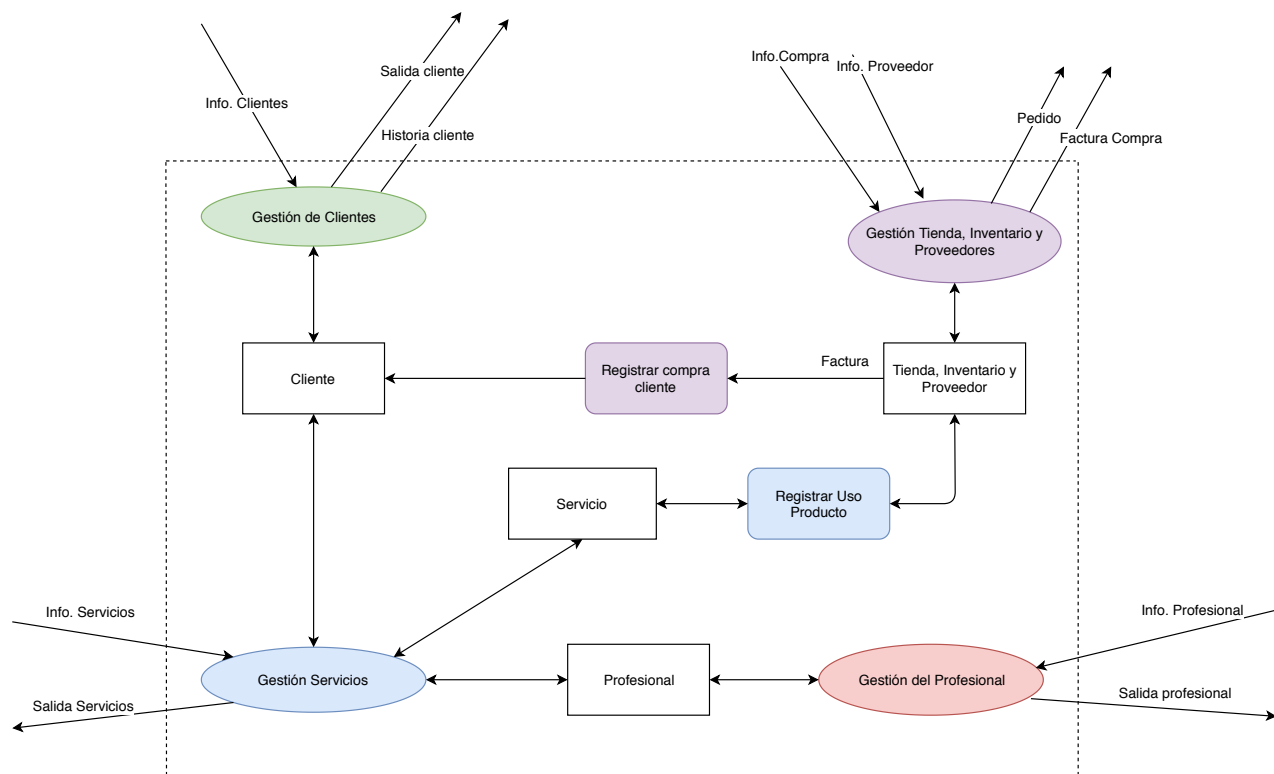 Info.Compra
Info. Proveedor
Salida cliente
Info. Clientes
Pedido
Historia cliente
Factura Compra
Gestión de Clientes
Gestión Tienda, Inventario y
Proveedores
Factura
Cliente
Registrar compra
cliente
Tienda, Inventario y
Proveedor
Servicio
Registrar Uso
Producto
Info. Servicios
Info. Profesional
Gestión Servicios
Profesional
Gestión del Profesional
Salida Servicios
Salida profesional